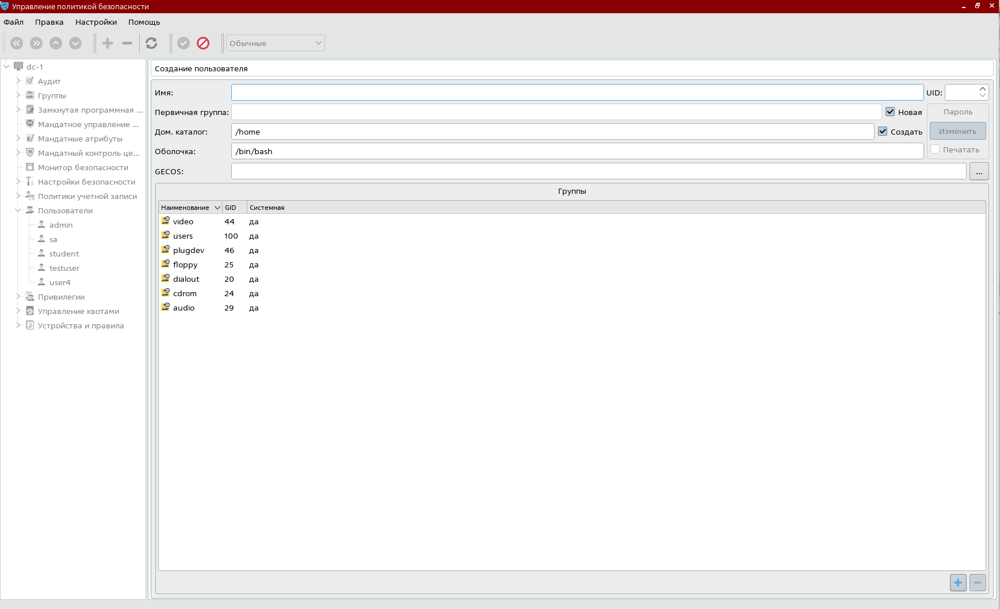 Управление политикой безопасности
Файл Правка Настройки Помощь
Обычные
dc-1
Аудит
Группы
Замкнутая программная ...
Мандатное управление ...
Мандатные атрибуты
Мандатный контроль це...
Монитор безопасности
Настройки безопасности
Политики учетной записи
Пользователи
admin
sa
student
testuser
user4
Привилегии
Управление квотами
Устройства и правила
Создание пользователя
Имя: UID:
Первичная группа: Новая
Пароль
Дом. каталог: /home Создать
Изменить
Оболочка: /bin/bash
Печатать
GECOS: ...
Группы
Наименование GID Системная
video 44 да
users 100 да
plugdev 46 да
floppy 25 да
dialout 20 да
cdrom 24 да
audio 29 да